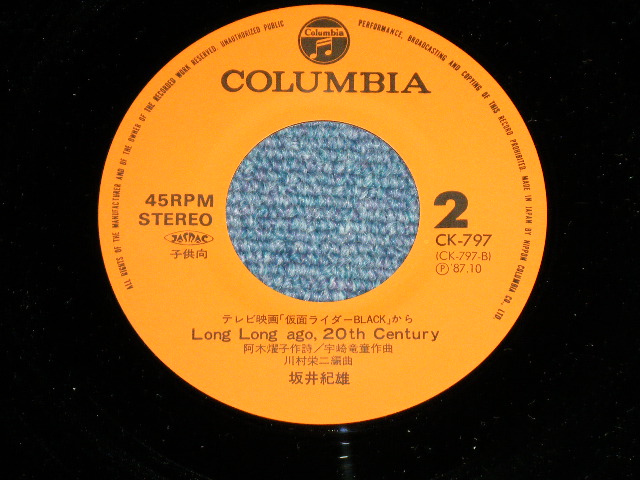 ALL RIGHTS OF THE MANUFACTURER AND OF THE OWNER OF THE RECORDED WORK RESERVED. UNAUTHORIZED PUBLIC PERFORMANCE, BROADCASTING AND COPYING OF THIS RECORD PROHIBITED. MADE IN JAPAN BY NIPPON COLUMBIA CO., LTD.
Columbia
COLUMBIA
45RPM
STEREO
JASRAC
子供向
2
CK-797
(CK-797-B)
Ⓟ'87.10
テレビ映画「仮面ライダーBLACK」から
Long Long ago, 20th Century
阿木燿子作詩/宇崎竜童作曲
川村栄二編曲
坂井紀雄